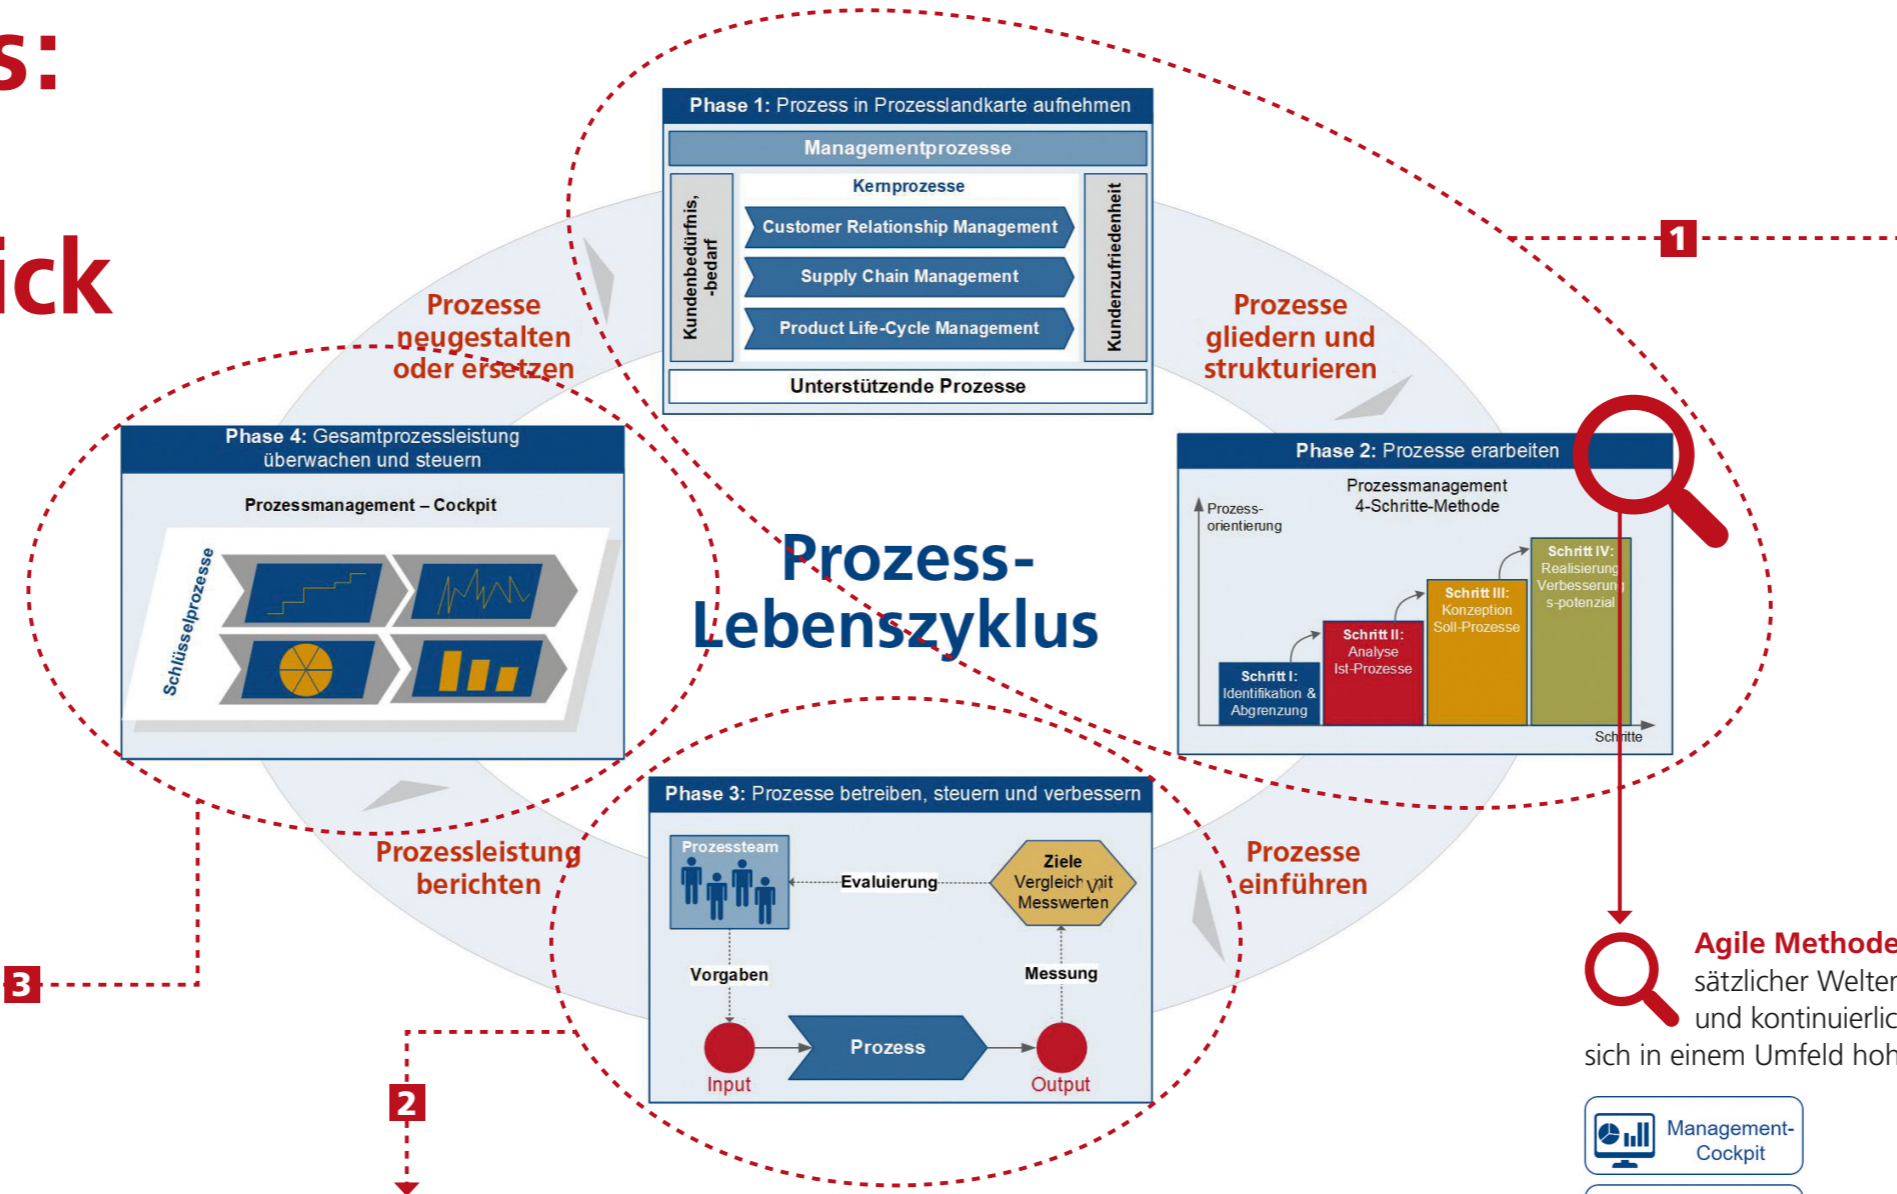 s:
ick
Phase 1: Prozess in Prozesslandkarte aufnehmen
Managementprozesse
Kundenbedürfnis,
-bedarf
Kernprozesse
Customer Relationship Management
Supply Chain Management
Product Life-Cycle Management
Kundenzufriedenheit
Unterstützende Prozesse
1
Prozesse
neugestalten
oder ersetzen
Prozesse
gliedern und
strukturieren
Phase 4: Gesamtprozessleistung
überwachen und steuern
Prozessmanagement – Cockpit
Schlüsselprozesse
Prozess-
Lebenszyklus
Phase 2: Prozesse erarbeiten
Prozessmanagement
4-Schritte-Methode
Prozess-
orientierung
Schritt I:
Identifikation &
Abgrenzung
Schritt II:
Analyse
Ist-Prozesse
Schritt III:
Konzeption
Soll-Prozesse
Schritt IV:
Realisierung
Verbesserung
s-potenzial
Schritte
Phase 3: Prozesse betreiben, steuern und verbessern
Prozessteam
Evaluierung
Ziele
Vergleich mit
Messwerten
Vorgaben
Messung
Input
Prozess
Output
Prozessleistung
berichten
Prozesse
einführen
3
2
Agile Methode
sätzlicher Welten
und kontinuierlic
sich in einem Umfeld hoh
Management-
Cockpit